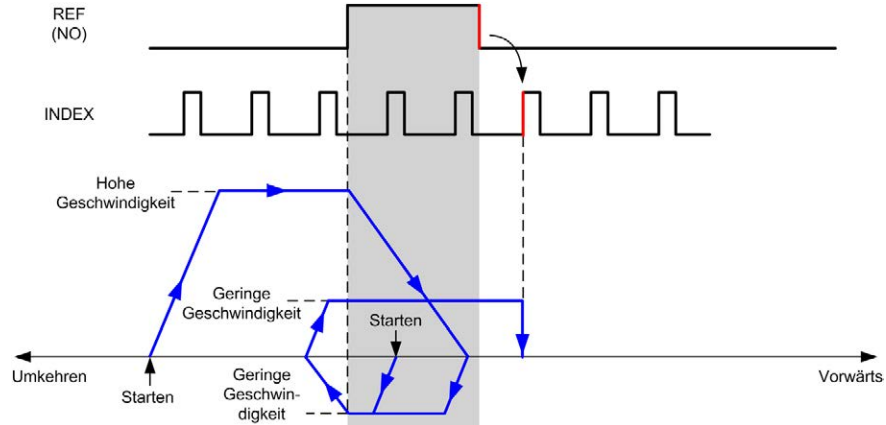 REF
(NO)
INDEX
Hohe
Geschwindigkeit
Geringe
Geschwindigkeit
Starten
Umkehren
Starten
Geringe
Geschwin-
digkeit
Vorwärts